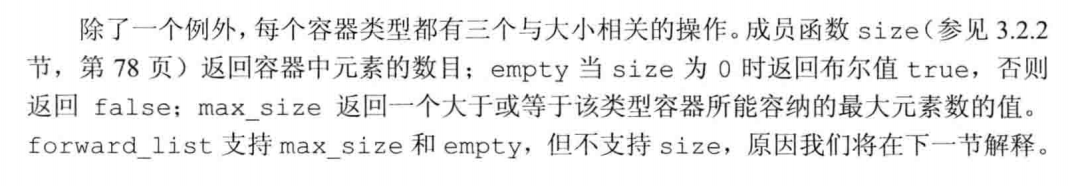 除了一个例外，每个容器类型都有三个与大小相关的操作。成员函数 size（参见 3.2.2
节，第 78 页）返回容器中元素的数目；empty 当 size 为 0 时返回布尔值 true，否则
返回 false；max_size 返回一个大于或等于该类型容器所能容纳的最大元素数的值。
forward_list 支持 max_size 和 empty，但不支持 size，原因我们将在下一节解释。